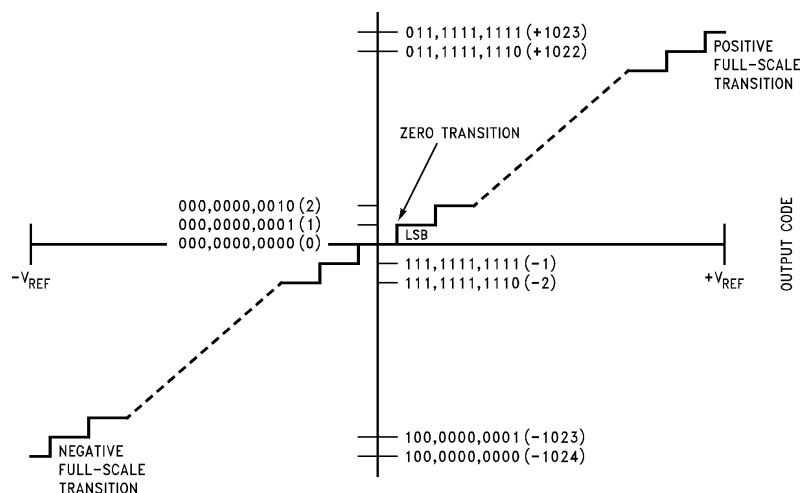 011,1111,1111 (+1023)
011,1111,1110 (+1022)
POSITIVE
FULL-SCALE
TRANSITION
ZERO TRANSITION
000,0000,0010 (2)
000,0000,0001 (1)
000,0000,0000 (0)
LSB
-VREF
+VREF
OUTPUT CODE
111,1111,1111 (-1)
111,1111,1110 (-2)
100,0000,0001 (-1023)
100,0000,0000 (-1024)
NEGATIVE
FULL-SCALE
TRANSITION